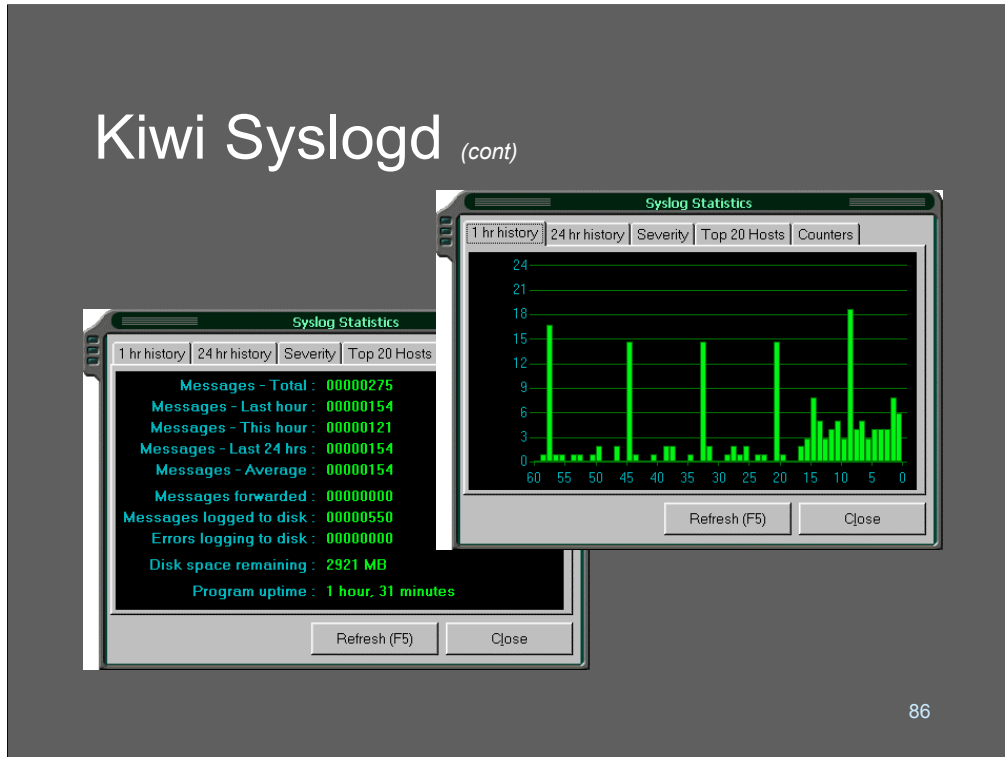 Kiwi Syslogd (cont)
Syslog Statistics
1 hr history 24 hr history Severity Top 20 Hosts Counters
24
21
18
15
12
9
6
3
0
60 55 50 45 40 35 30 25 20 15 10 5 0
Refresh (F5) Close
Syslog Statistics
1 hr history 24 hr history Severity Top 20 Hosts
Messages - Total : 00000275
Messages - Last hour : 00000154
Messages - This hour : 00000121
Messages - Last 24 hrs : 00000154
Messages - Average : 00000154
Messages forwarded : 00000000
Messages logged to disk : 00000550
Errors logging to disk : 00000000
Disk space remaining : 2921 MB
Program uptime : 1 hour, 31 minutes
Refresh (F5) Close
86